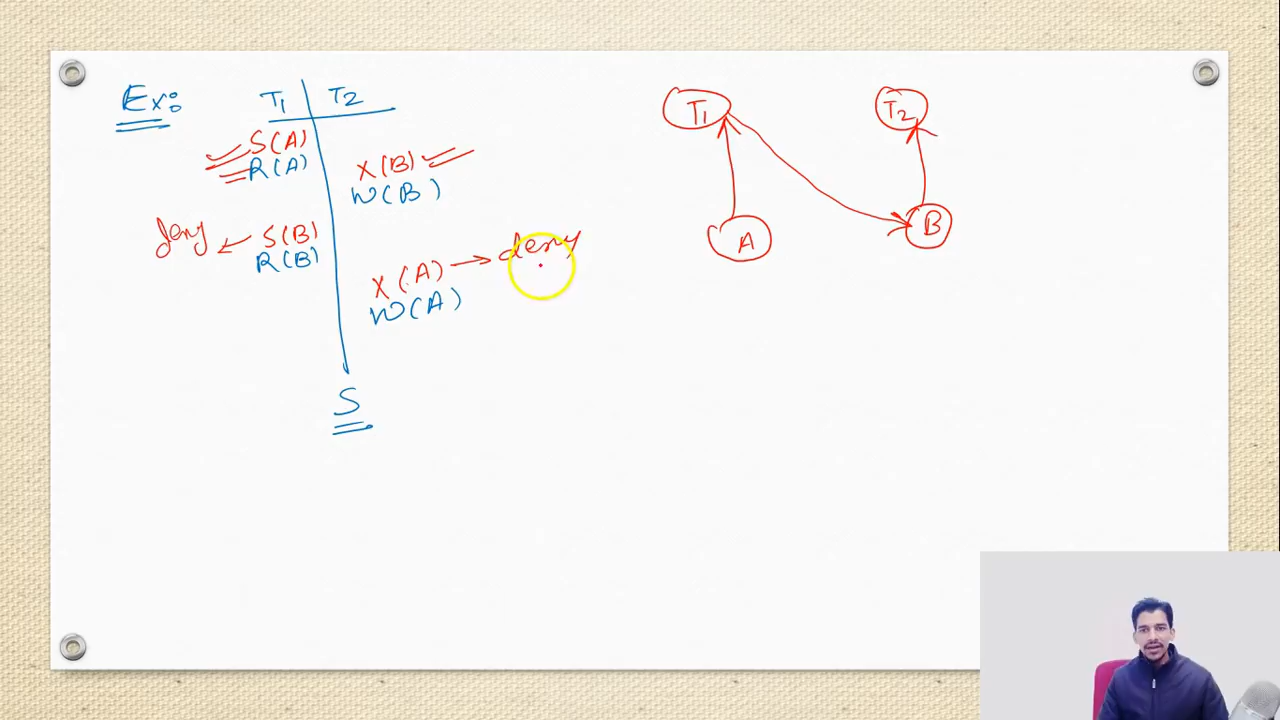 Ex:
T1 T2
S(A)
R(A)
X(B)
W(B)
deny S(B)
R(B)
X(A) deny
W(A)
S
T1 T2
A B